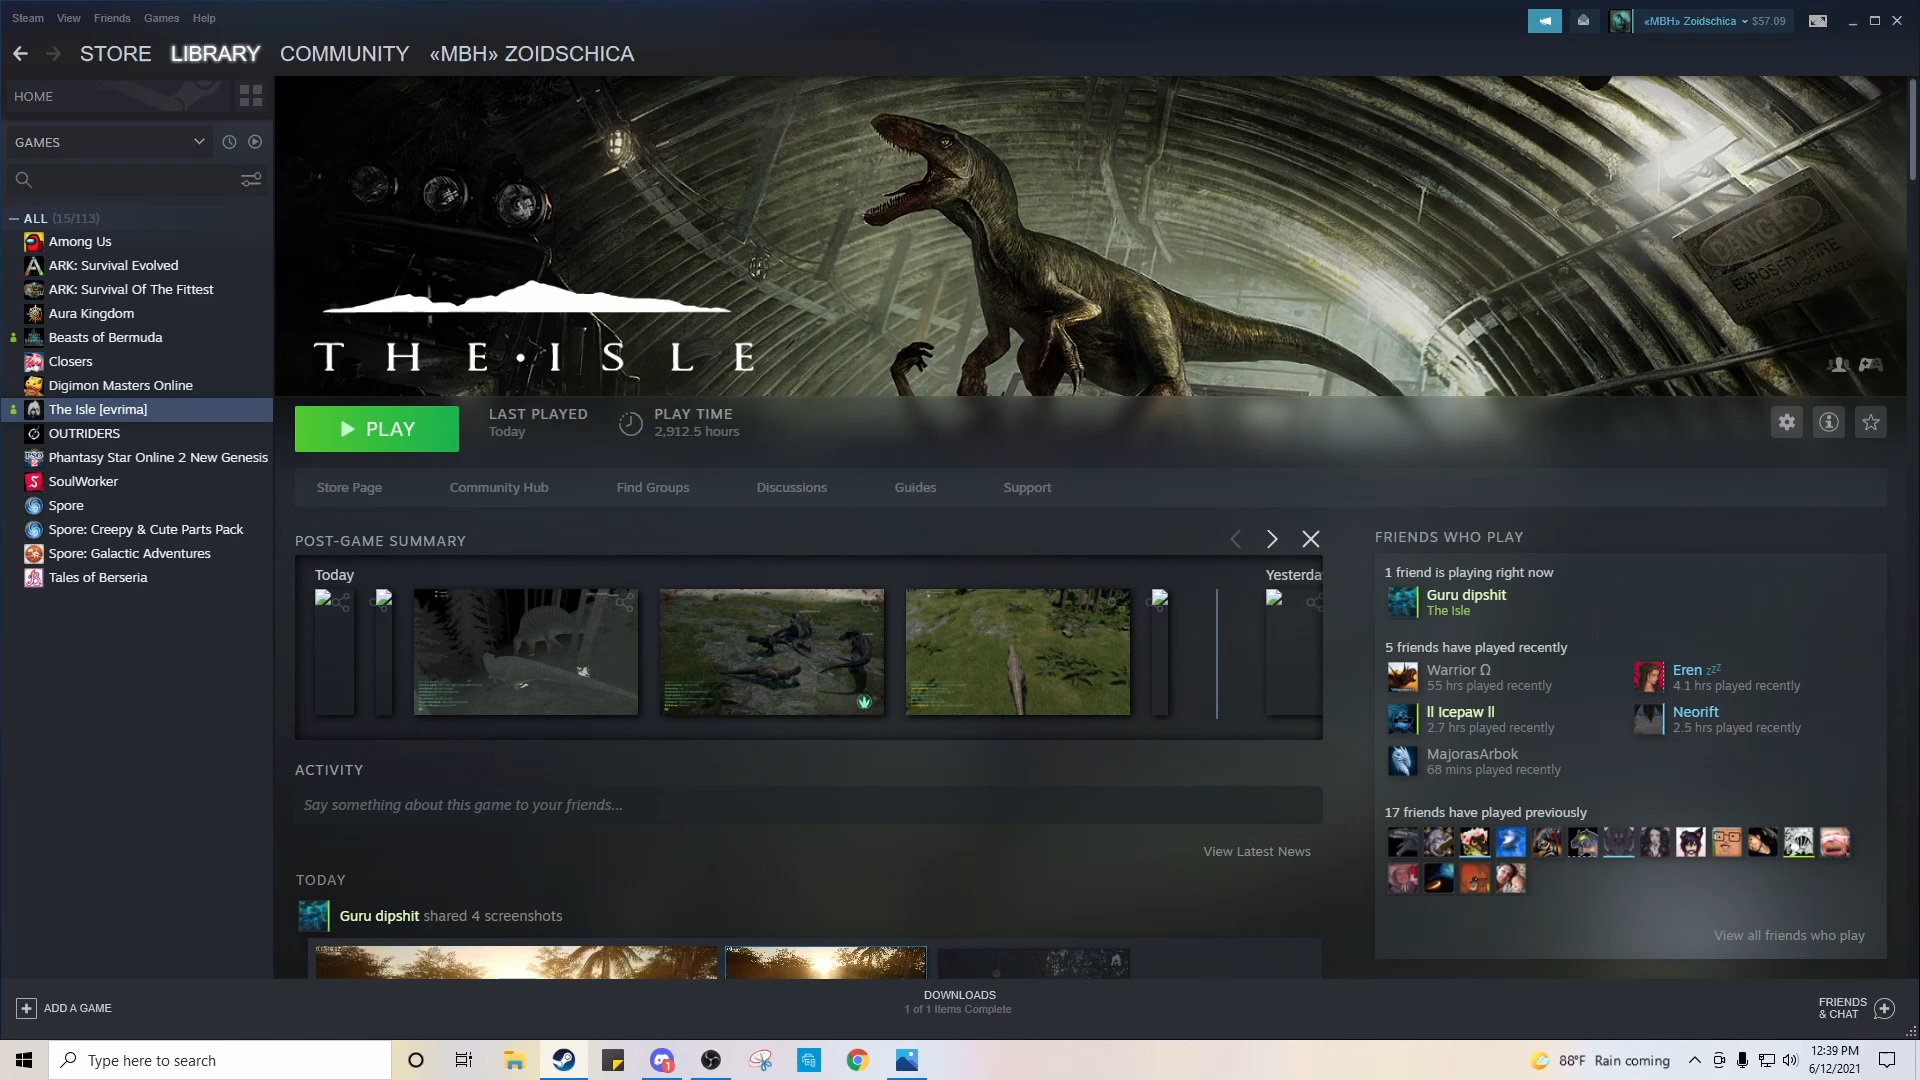 Steam View Friends Games Help
«MBH» Zoidschica $57.09
STORE LIBRARY COMMUNITY «MBH» ZOIDSCHICA
HOME
GAMES
ALL (15/113)
Among Us
ARK: Survival Evolved
ARK: Survival Of The Fittest
Aura Kingdom
Beasts of Bermuda
Closers
Digimon Masters Online
The Isle [evrima]
OUTRIDERS
Phantasy Star Online 2 New Genesis
SoulWorker
Spore
Spore: Creepy & Cute Parts Pack
Spore: Galactic Adventures
Tales of Berseria
DANGER
EXPOSED WIRE
ELECTRICAL SHOCK HAZARD
THE·ISLE
PLAY
LAST PLAYED
Today
PLAY TIME
2,912.5 hours
Store Page Community Hub Find Groups Discussions Guides Support
POST-GAME SUMMARY
Today
Yesterda
ACTIVITY
Say something about this game to your friends...
View Latest News
TODAY
Guru dipshit shared 4 screenshots
FRIENDS WHO PLAY
1 friend is playing right now
Guru dipshit
The Isle
5 friends have played recently
Warrior Ω
55 hrs played recently
Eren zzZ
4.1 hrs played recently
ll Icepaw ll
2.7 hrs played recently
Neorift
2.5 hrs played recently
MajorasArbok
68 mins played recently
17 friends have played previously
View all friends who play
ADD A GAME
DOWNLOADS
1 of 1 Items Complete
FRIENDS
& CHAT
Type here to search
1
88°F Rain coming
12:39 PM
6/12/2021